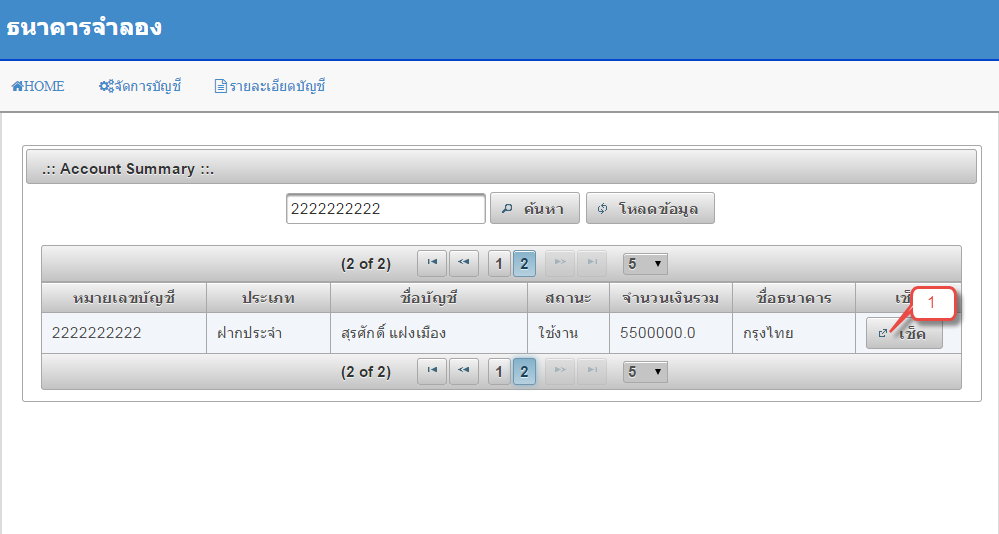 ธนาคารจำลอง
HOME จัดการบัญชี รายละเอียดบัญชี
.:: Account Summary ::.
2222222222 ค้นหา โหลดข้อมูล
(2 of 2) 1 2 5
หมายเลขบัญชี ประเภท ชื่อบัญชี สถานะ จำนวนเงินรวม ชื่อธนาคาร
1
2222222222 ฝากประจำ สุรศักดิ์ แฝงเมือง ใช้งาน 5500000.0 กรุงไทย เช็ค
(2 of 2) 1 2 5